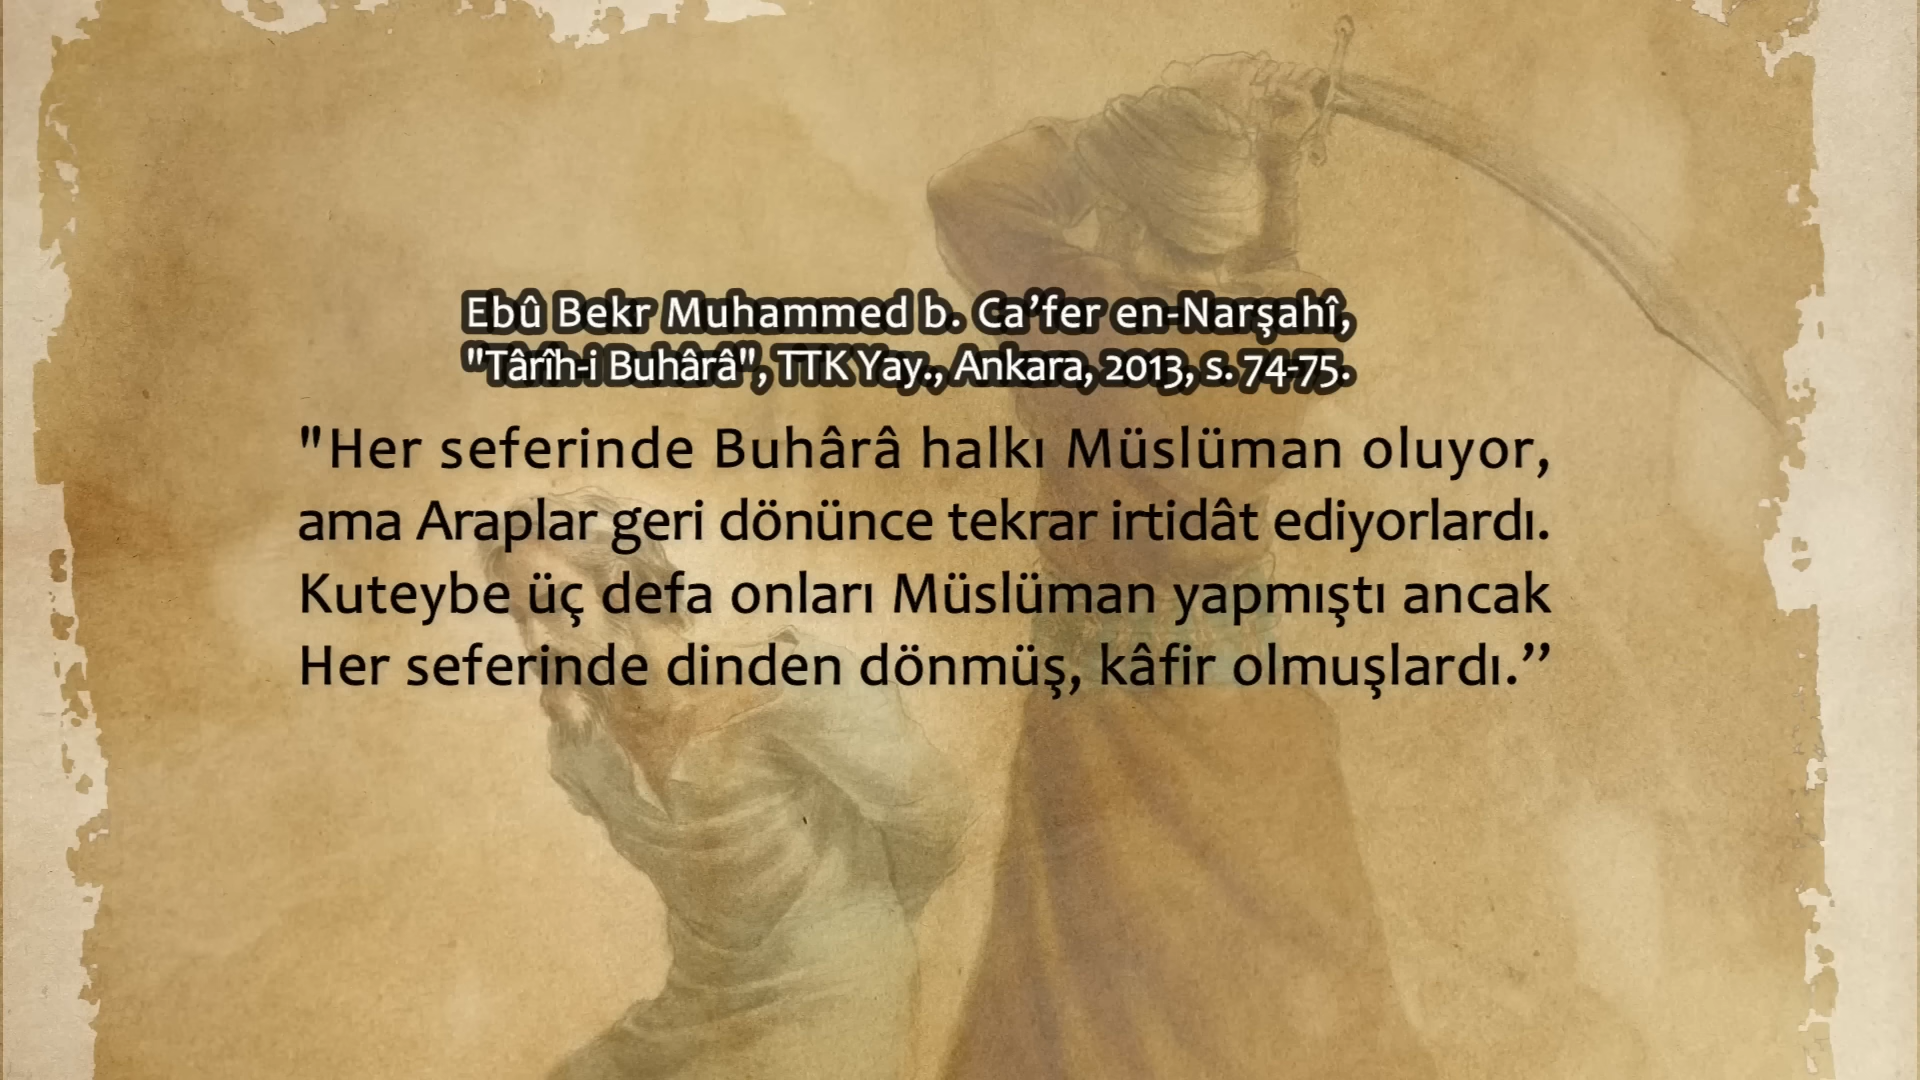 Ebû Bekr Muhammed b. Ca’fer en-Narşahî,
"Târîh-i Buhârâ", TTK Yay., Ankara, 2013, s. 74-75.
"Her seferinde Buhârâ halkı Müslüman oluyor,
ama Araplar geri dönünce tekrar irtidât ediyorlardı.
Kuteybe üç defa onları Müslüman yapmıştı ancak
Her seferinde dinden dönmüş, kâfir olmuşlardı.’’